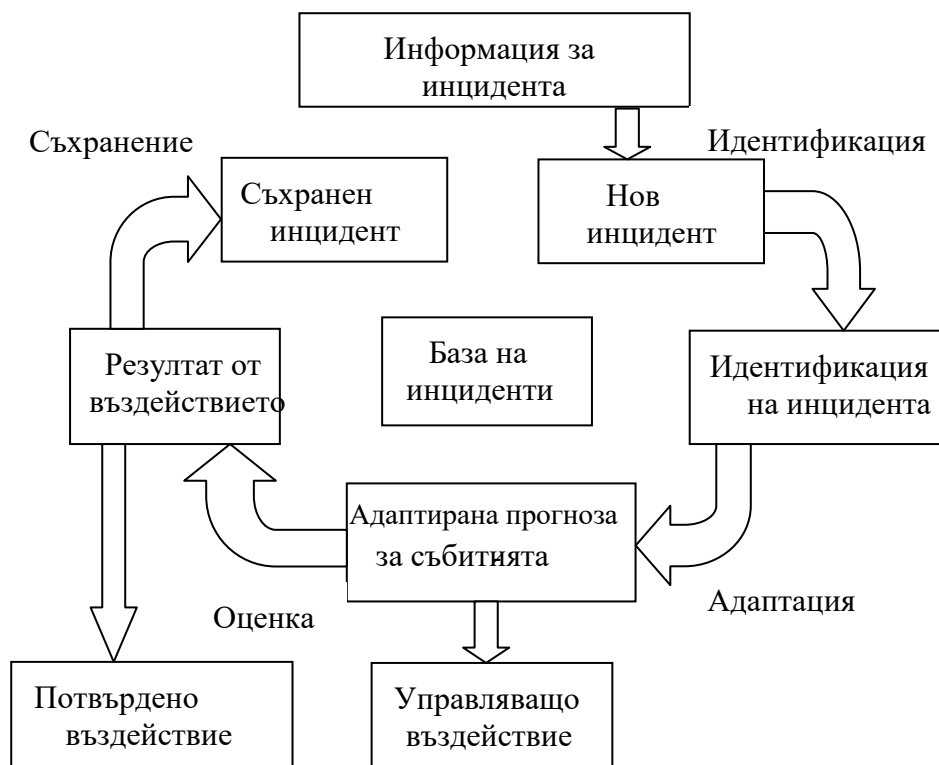 Информация за
инцидента
Съхранение
Идентификация
Съхранен
инцидент
Нов
инцидент
Резултат от
въздействието
База на
инциденти
Идентификация
на инцидента
Адаптирана прогноза
за събитията
Оценка
Адаптация
Потвърдено
въздействие
Управляващо
въздействие